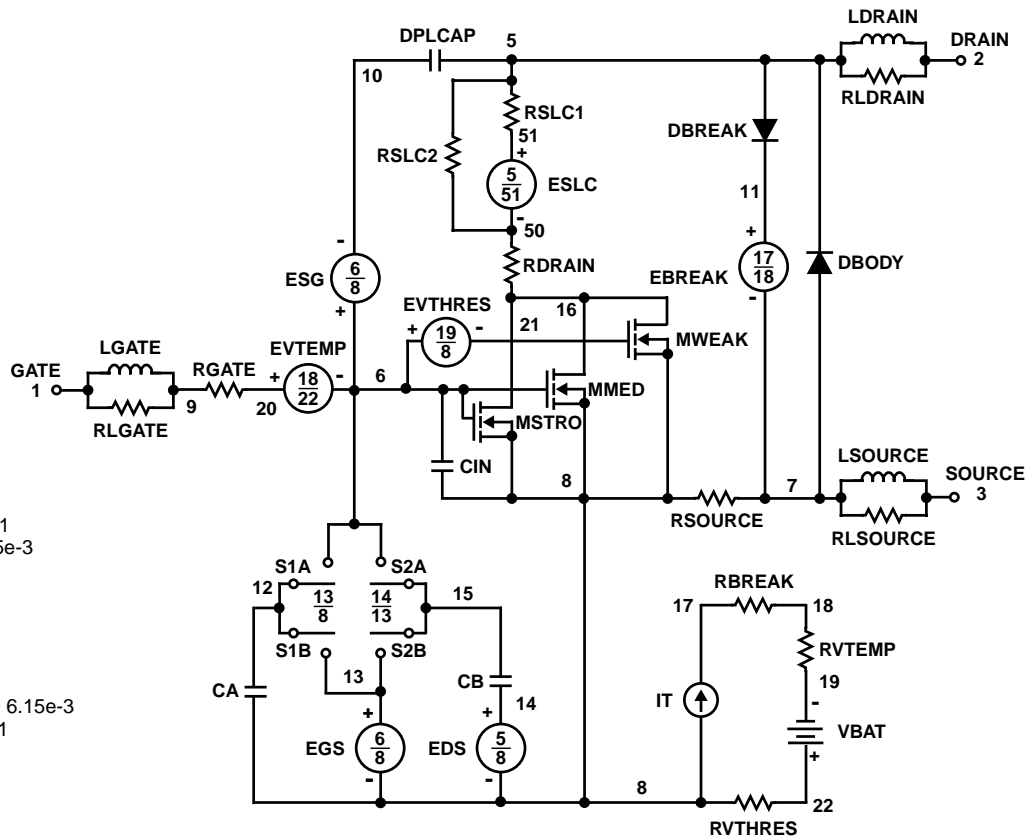 LDRAIN
DPLCAP
5
DRAIN
2
10
RLDRAIN
RSLC1
DBREAK
51
+
RSLC2
5
51
ESLC
11
-
50
-
+
17
18
6
8
RDRAIN
EBREAK
DBODY
ESG
+
EVTHRES
16
-
+
19
8
-
21
MWEAK
LGATE
EVTEMP
GATE
1
RGATE
+
18
22
-
6
MMED
9
20
RLGATE
MSTRO
LSOURCE
CIN
8
7
SOURCE
3
RSOURCE
RLSOURCE
1
5e-3
S1A
S2A
12
13
8
14
13
15
RBREAK
17
18
S1B
S2B
RVTEMP
13
CA
CB
19
6.15e-3
1
14
IT
-
+
+
VBAT
EGS
6
8
EDS
5
8
+
-
-
8
22
RVTHRES